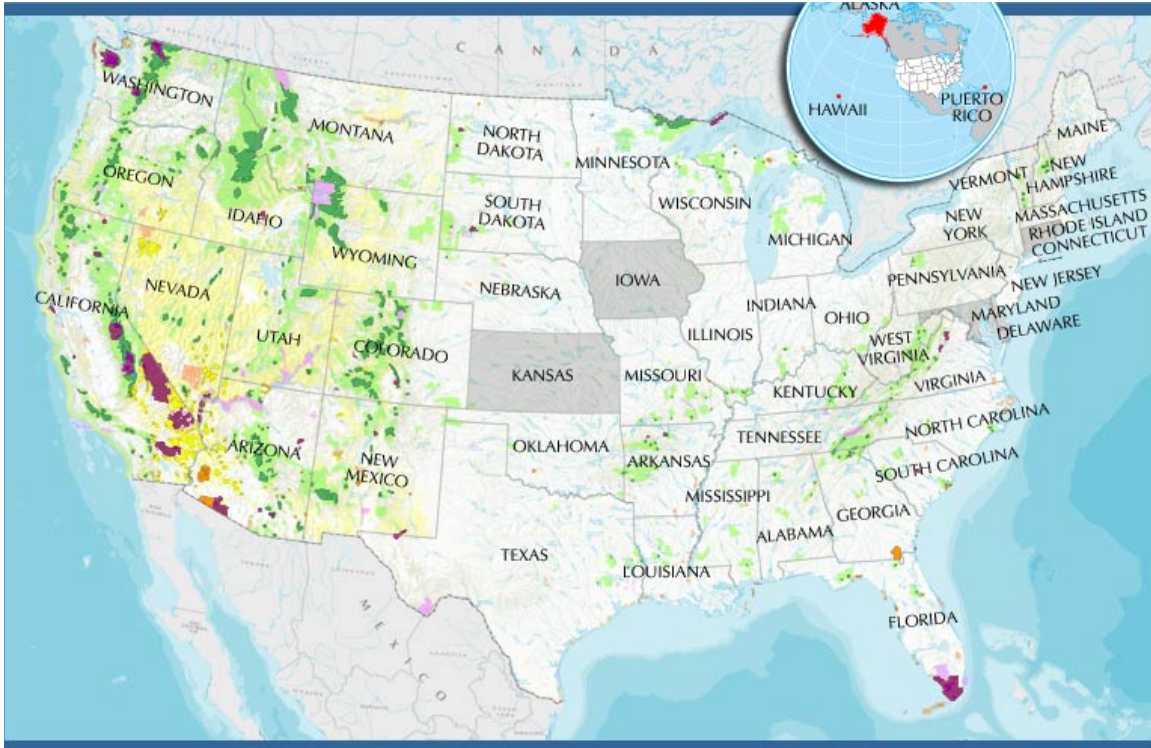 ALASKA
CANADA
HAWAII
PUERTO
RICO
WASHINGTON
MONTANA
NORTH
DAKOTA
MINNESOTA
MAINE
OREGON
IDAHO
SOUTH
DAKOTA
WISCONSIN
MICHIGAN
VERMONT
NEW
HAMPSHIRE
WYOMING
NEW
YORK
MASSACHUSETTS
RHODE ISLAND
CONNECTICUT
NEVADA
NEBRASKA
IOWA
PENNSYLVANIA
NEW JERSEY
CALIFORNIA
UTAH
COLORADO
ILLINOIS
INDIANA
OHIO
MARYLAND
DELAWARE
KANSAS
MISSOURI
WEST
VIRGINIA
KENTUCKY
VIRGINIA
ARIZONA
NEW
MEXICO
OKLAHOMA
ARKANSAS
TENNESSEE
NORTH CAROLINA
SOUTH CAROLINA
MISSISSIPPI
ALABAMA
GEORGIA
TEXAS
LOUISIANA
FLORIDA
MEXICO